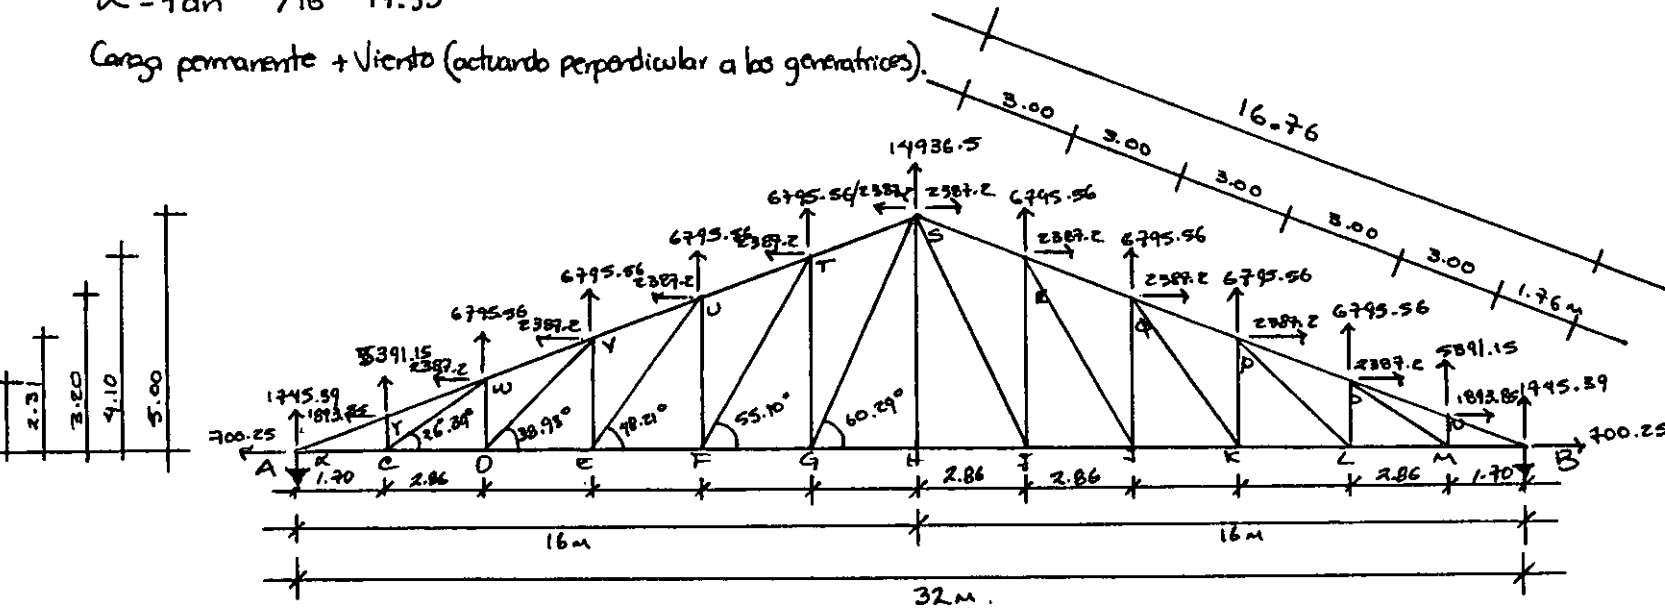 Carga permanente + Viento (actuando perpendicular a las generatrices).
16.76
3.00 3.00 3.00 3.00 3.00 1.76 m
14936.5
6795.56 2387.2 2387.2 6795.56
6795.56 2387.2 2387.2 6795.56
6795.56 2387.2 2387.2 6795.56
6795.56 2387.2 2387.2 6795.56
5391.15 2387.2 2387.2 5391.15
1745.39 1893.85 1893.85 1745.39
700.25 700.25
2.31 3.20 4.10 5.00
S
T
U
V
W
Y
R
Q
P
26.89° 38.98° 48.21° 55.10° 60.29°
A α C D E F G H I J K L M B
1.70 2.86 2.86 2.86 2.86 1.70
16 m 16 m
32 m.